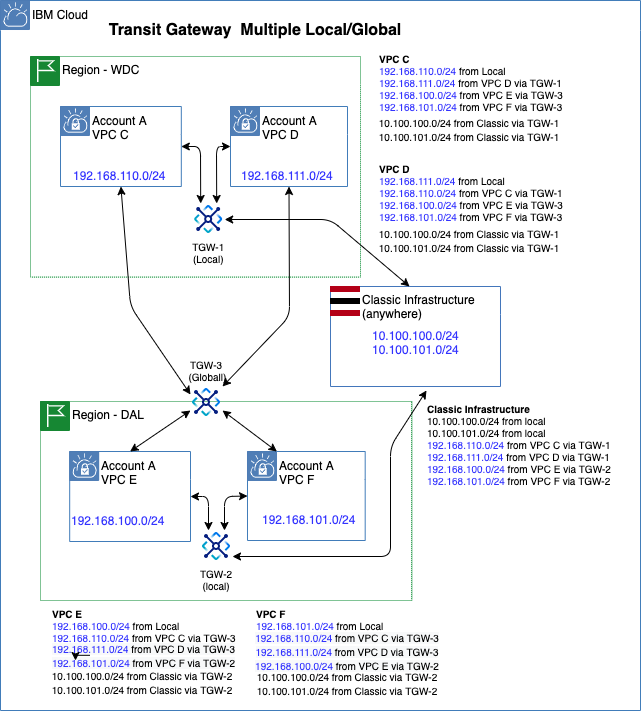 IBM Cloud
Transit Gateway Multiple Local/Global
Region - WDC
Account A
VPC C
192.168.110.0/24
Account A
VPC D
192.168.111.0/24
TGW-1
(Local)
VPC C
192.168.110.0/24 from Local
192.168.111.0/24 from VPC D via TGW-1
192.168.100.0/24 from VPC E via TGW-3
192.168.101.0/24 from VPC F via TGW-3
10.100.100.0/24 from Classic via TGW-1
10.100.101.0/24 from Classic via TGW-1
VPC D
192.168.111.0/24 from Local
192.168.110.0/24 from VPC C via TGW-1
192.168.100.0/24 from VPC E via TGW-3
192.168.101.0/24 from VPC F via TGW-3
10.100.100.0/24 from Classic via TGW-1
10.100.101.0/24 from Classic via TGW-1
Classic Infrastructure
(anywhere)
10.100.100.0/24
10.100.101.0/24
TGW-3
(Globall)
Region - DAL
Account A
VPC E
192.168.100.0/24
Account A
VPC F
192.168.101.0/24
TGW-2
(local)
Classic Infrastructure
10.100.100.0/24 from local
10.100.101.0/24 from local
192.168.110.0/24 from VPC C via TGW-1
192.168.111.0/24 from VPC D via TGW-1
192.168.100.0/24 from VPC E via TGW-2
192.168.101.0/24 from VPC F via TGW-2
VPC E
192.168.100.0/24 from Local
192.168.110.0/24 from VPC C via TGW-3
192.168.111.0/24 from VPC D via TGW-3
192.168.101.0/24 from VPC F via TGW-2
10.100.100.0/24 from Classic via TGW-2
10.100.101.0/24 from Classic via TGW-2
VPC F
192.168.101.0/24 from Local
192.168.110.0/24 from VPC C via TGW-3
192.168.111.0/24 from VPC D via TGW-3
192.168.100.0/24 from VPC E via TGW-2
10.100.100.0/24 from Classic via TGW-2
10.100.101.0/24 from Classic via TGW-2